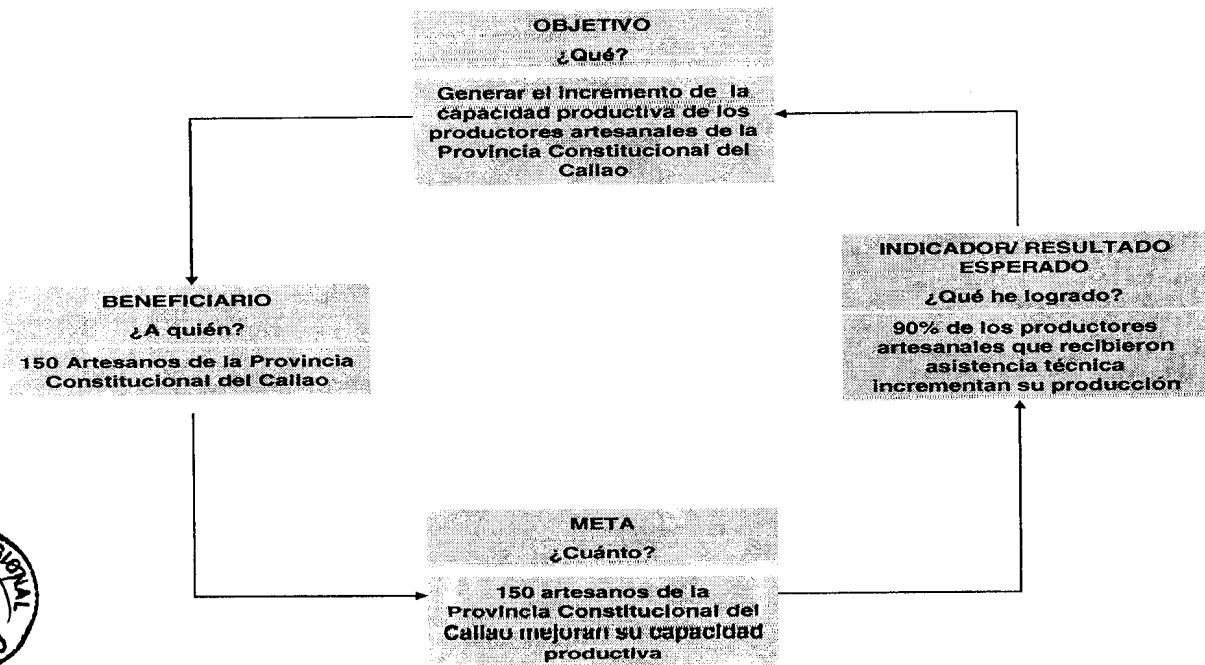 OBJETIVO
¿Qué?
Generar el incremento de la
capacidad productiva de los
productores artesanales de la
Provincia Constitucional del
Callao
INDICADOR/ RESULTADO
ESPERADO
¿Qué he logrado?
90% de los productores
artesanales que recibieron
asistencia técnica
incrementan su producción
BENEFICIARIO
¿A quién?
150 Artesanos de la Provincia
Constitucional del Callao
META
¿Cuánto?
150 artesanos de la
Provincia Constitucional del
Callao mejoran su capacidad
productiva